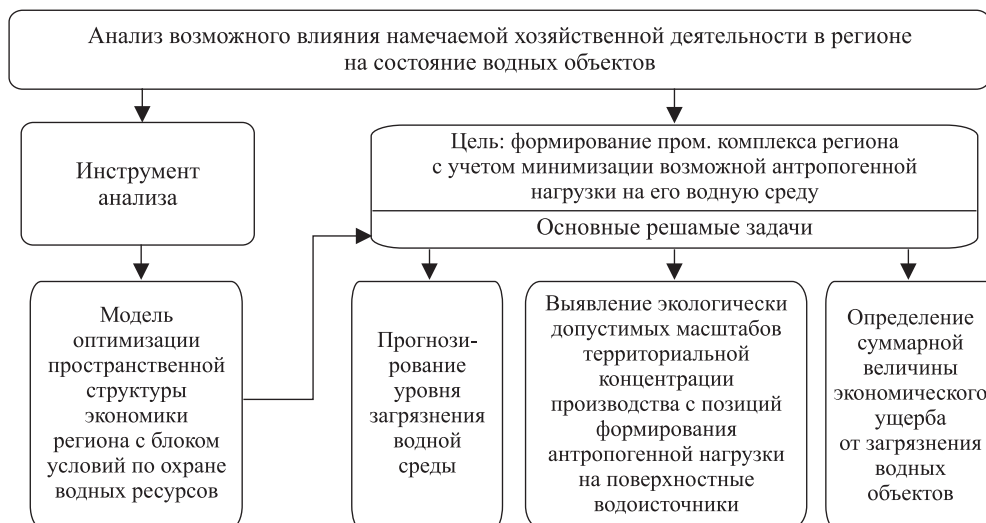 Анализ возможного влияния намечаемой хозяйственной деятельности в регионе
на состояние водных объектов
Инструмент
анализа
Цель: формирование пром. комплекса региона
с учетом минимизации возможной антропогенной
нагрузки на его водную среду
Основные решамые задачи
Модель
оптимизации
пространственной
структуры
экономики
региона с блоком
условий по охране
водных ресурсов
Прогнози-
рование
уровня
загрязнения
водной
среды
Выявление экологически
допустимых масштабов
территориальной
концентрации
производства с позиций
формирования
антропогенной нагрузки
на поверхностные
водоисточники
Определение
суммарной
величины
экономического
ущерба
от загрязнения
водных
объектов